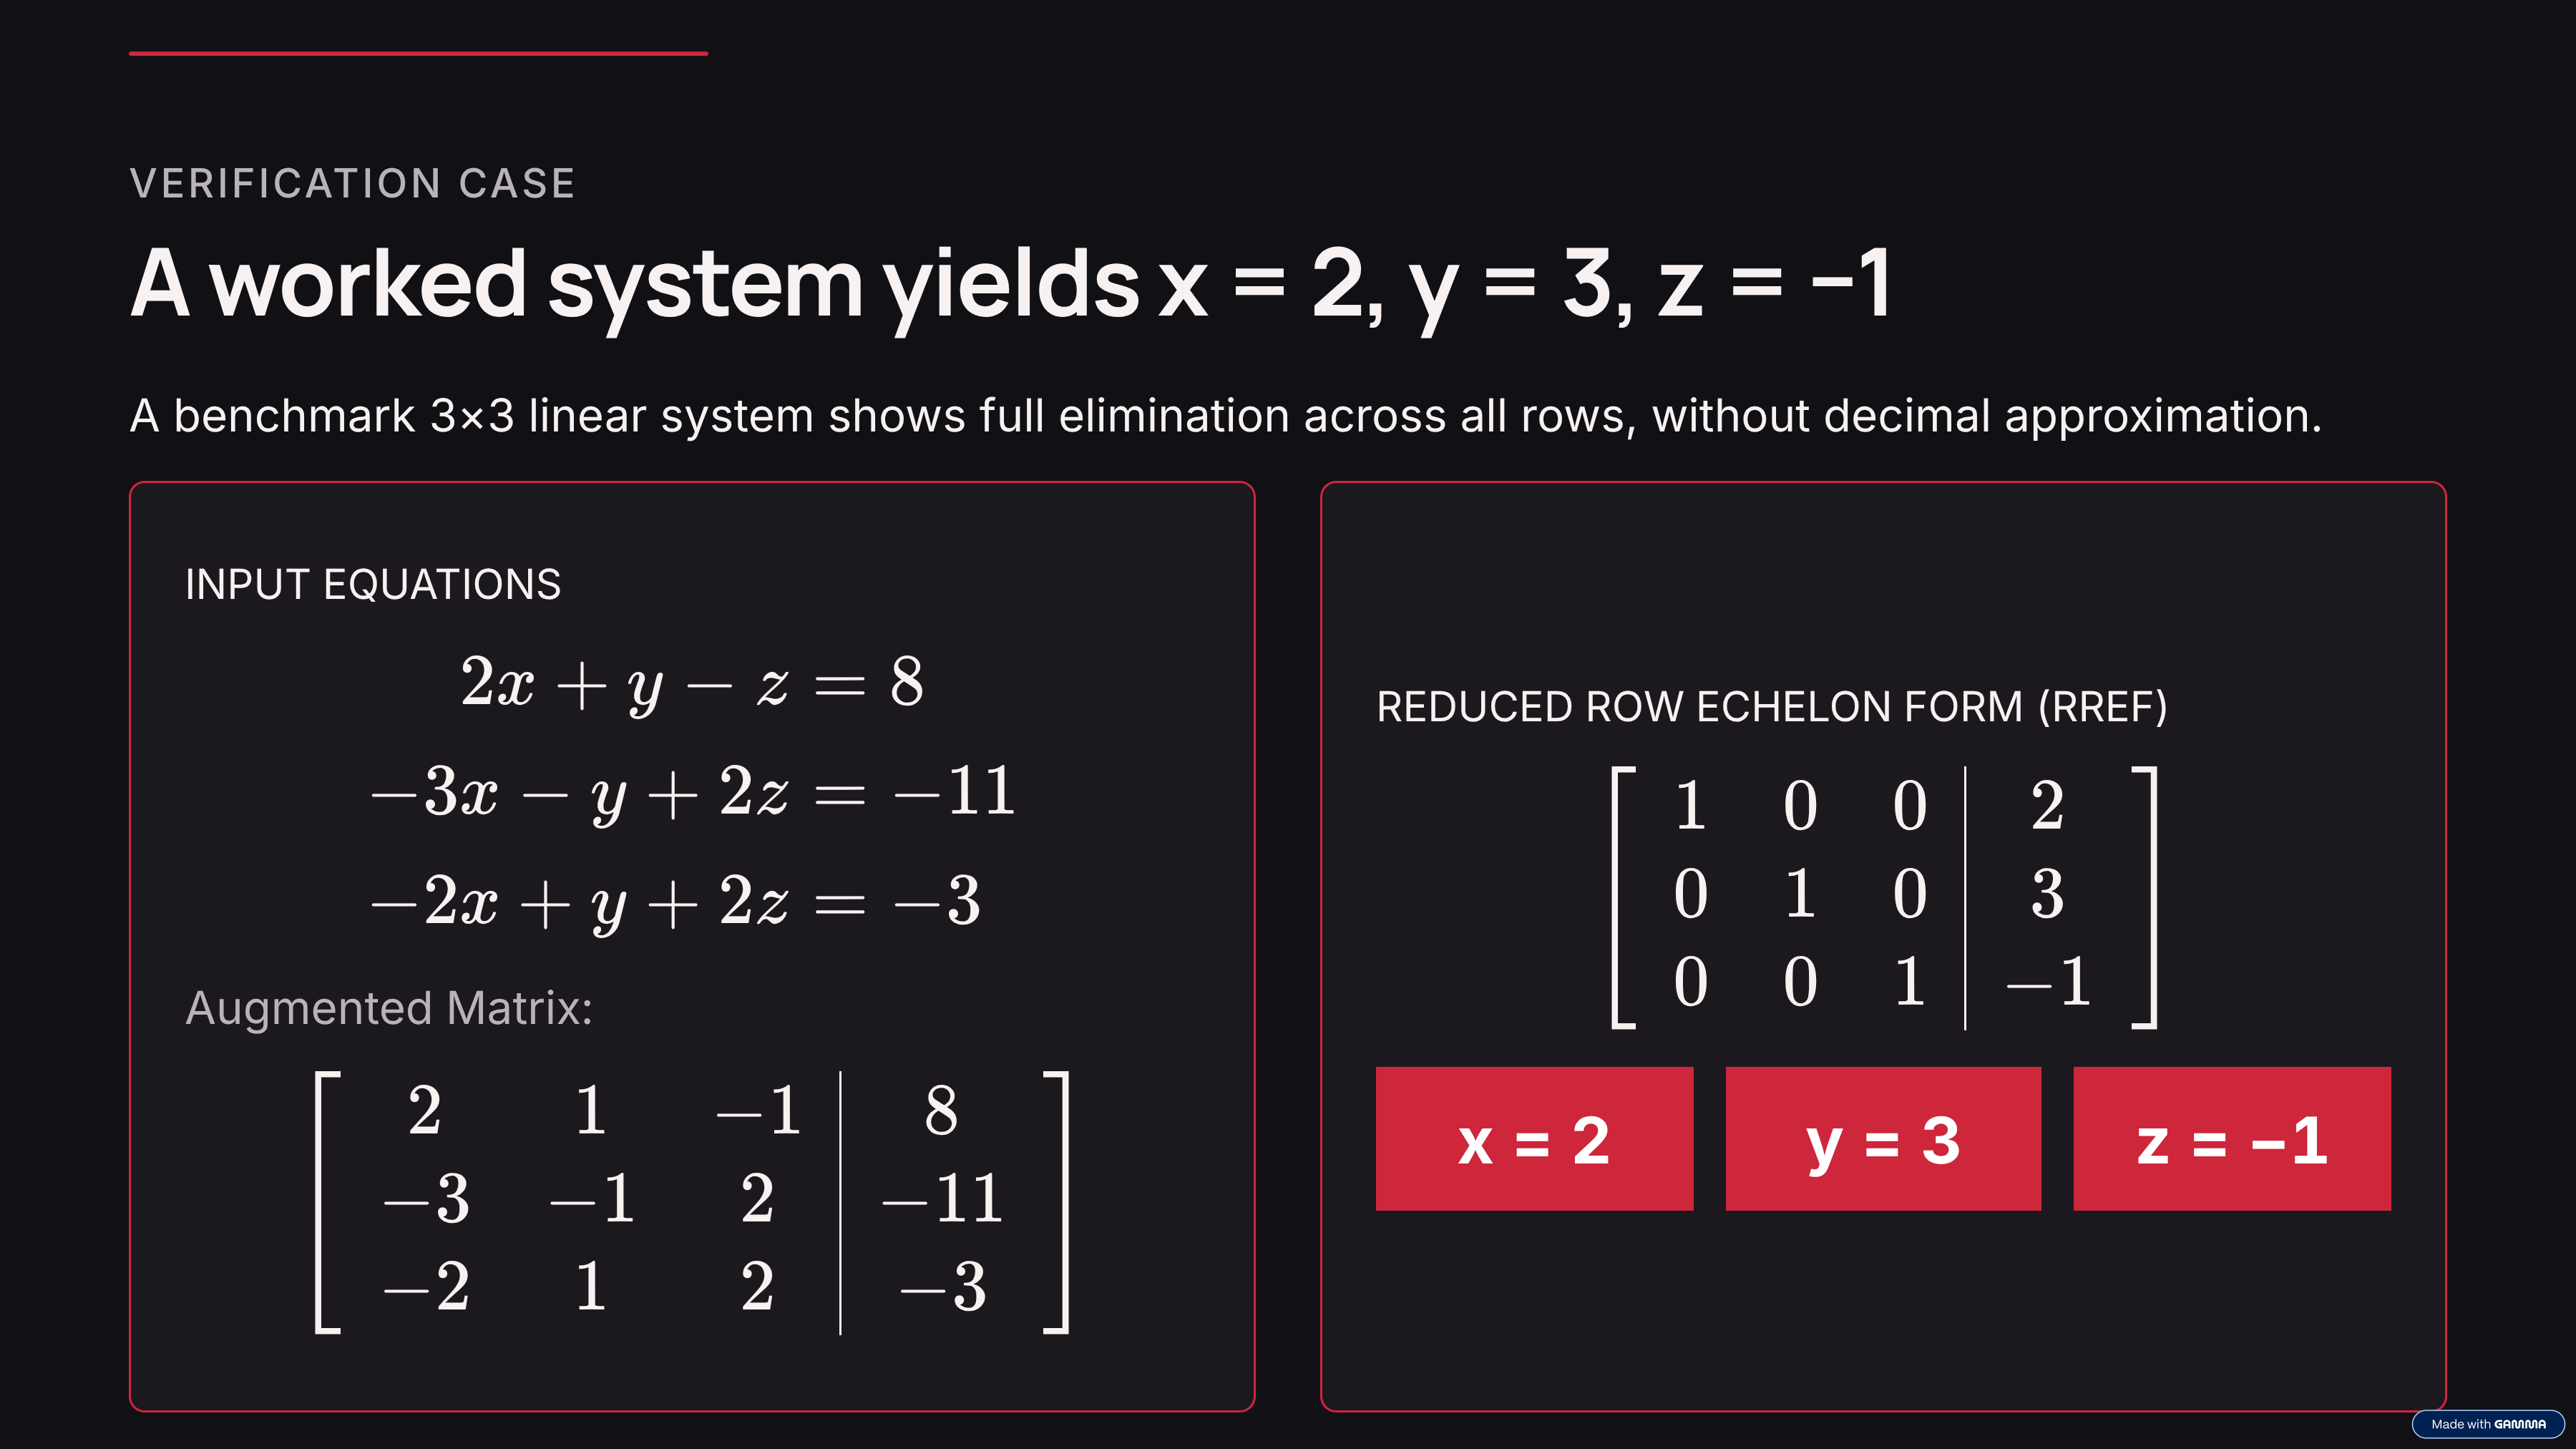 VERIFICATION CASE
A worked system yields x = 2, y = 3, z = −1
A benchmark 3×3 linear system shows full elimination across all rows, without decimal approximation.
INPUT EQUATIONS
2x + y − z = 8
−3x − y + 2z = −11
−2x + y + 2z = −3
Augmented Matrix:
2 1 −1 8
−3 −1 2 −11
−2 1 2 −3
REDUCED ROW ECHELON FORM (RREF)
1 0 0 2
0 1 0 3
0 0 1 −1
x = 2
y = 3
z = −1
Made with GAMMA